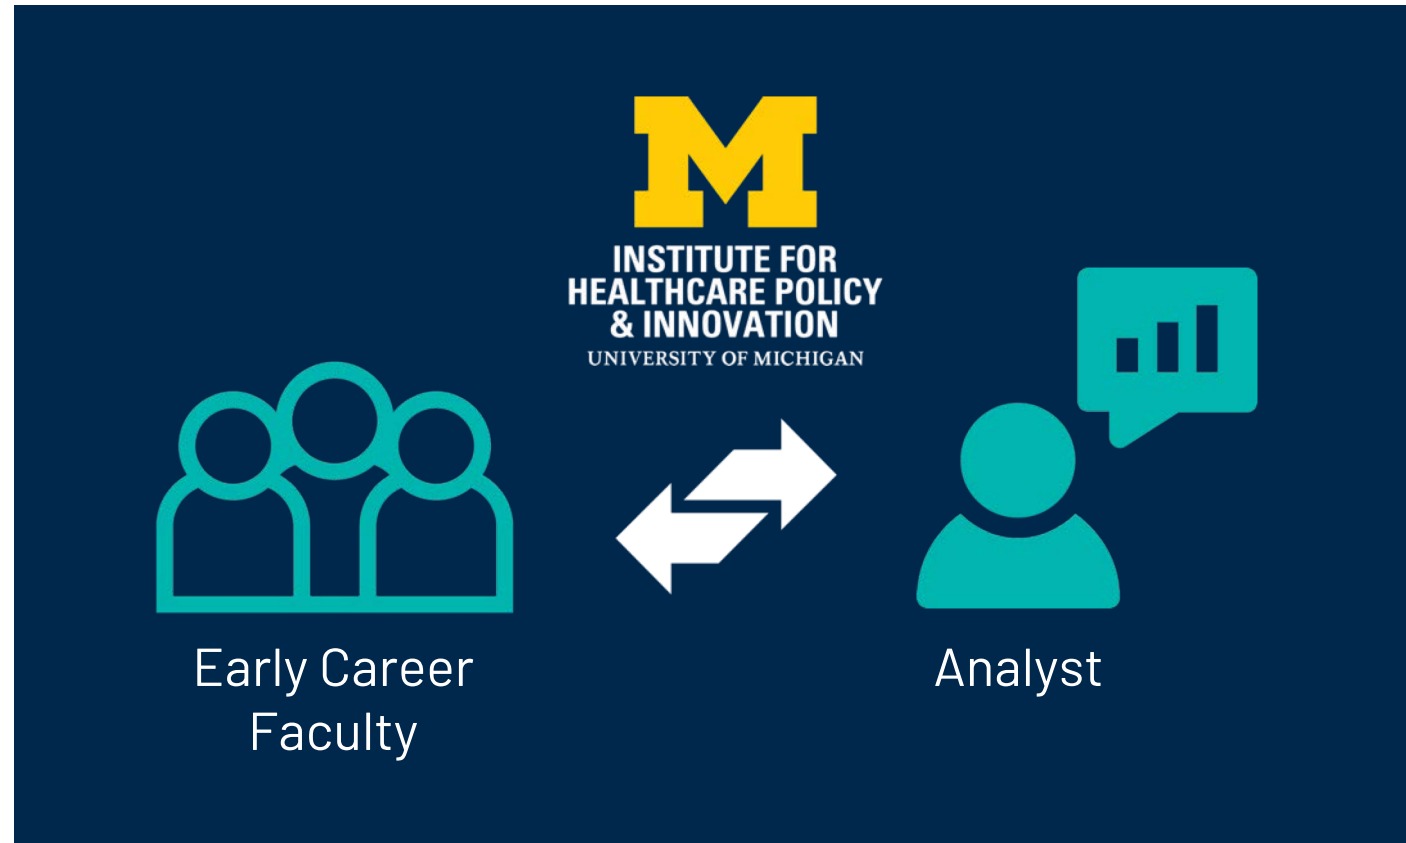 M
INSTITUTE FOR
HEALTHCARE POLICY
& INNOVATION
UNIVERSITY OF MICHIGAN
Early Career
Faculty
Analyst